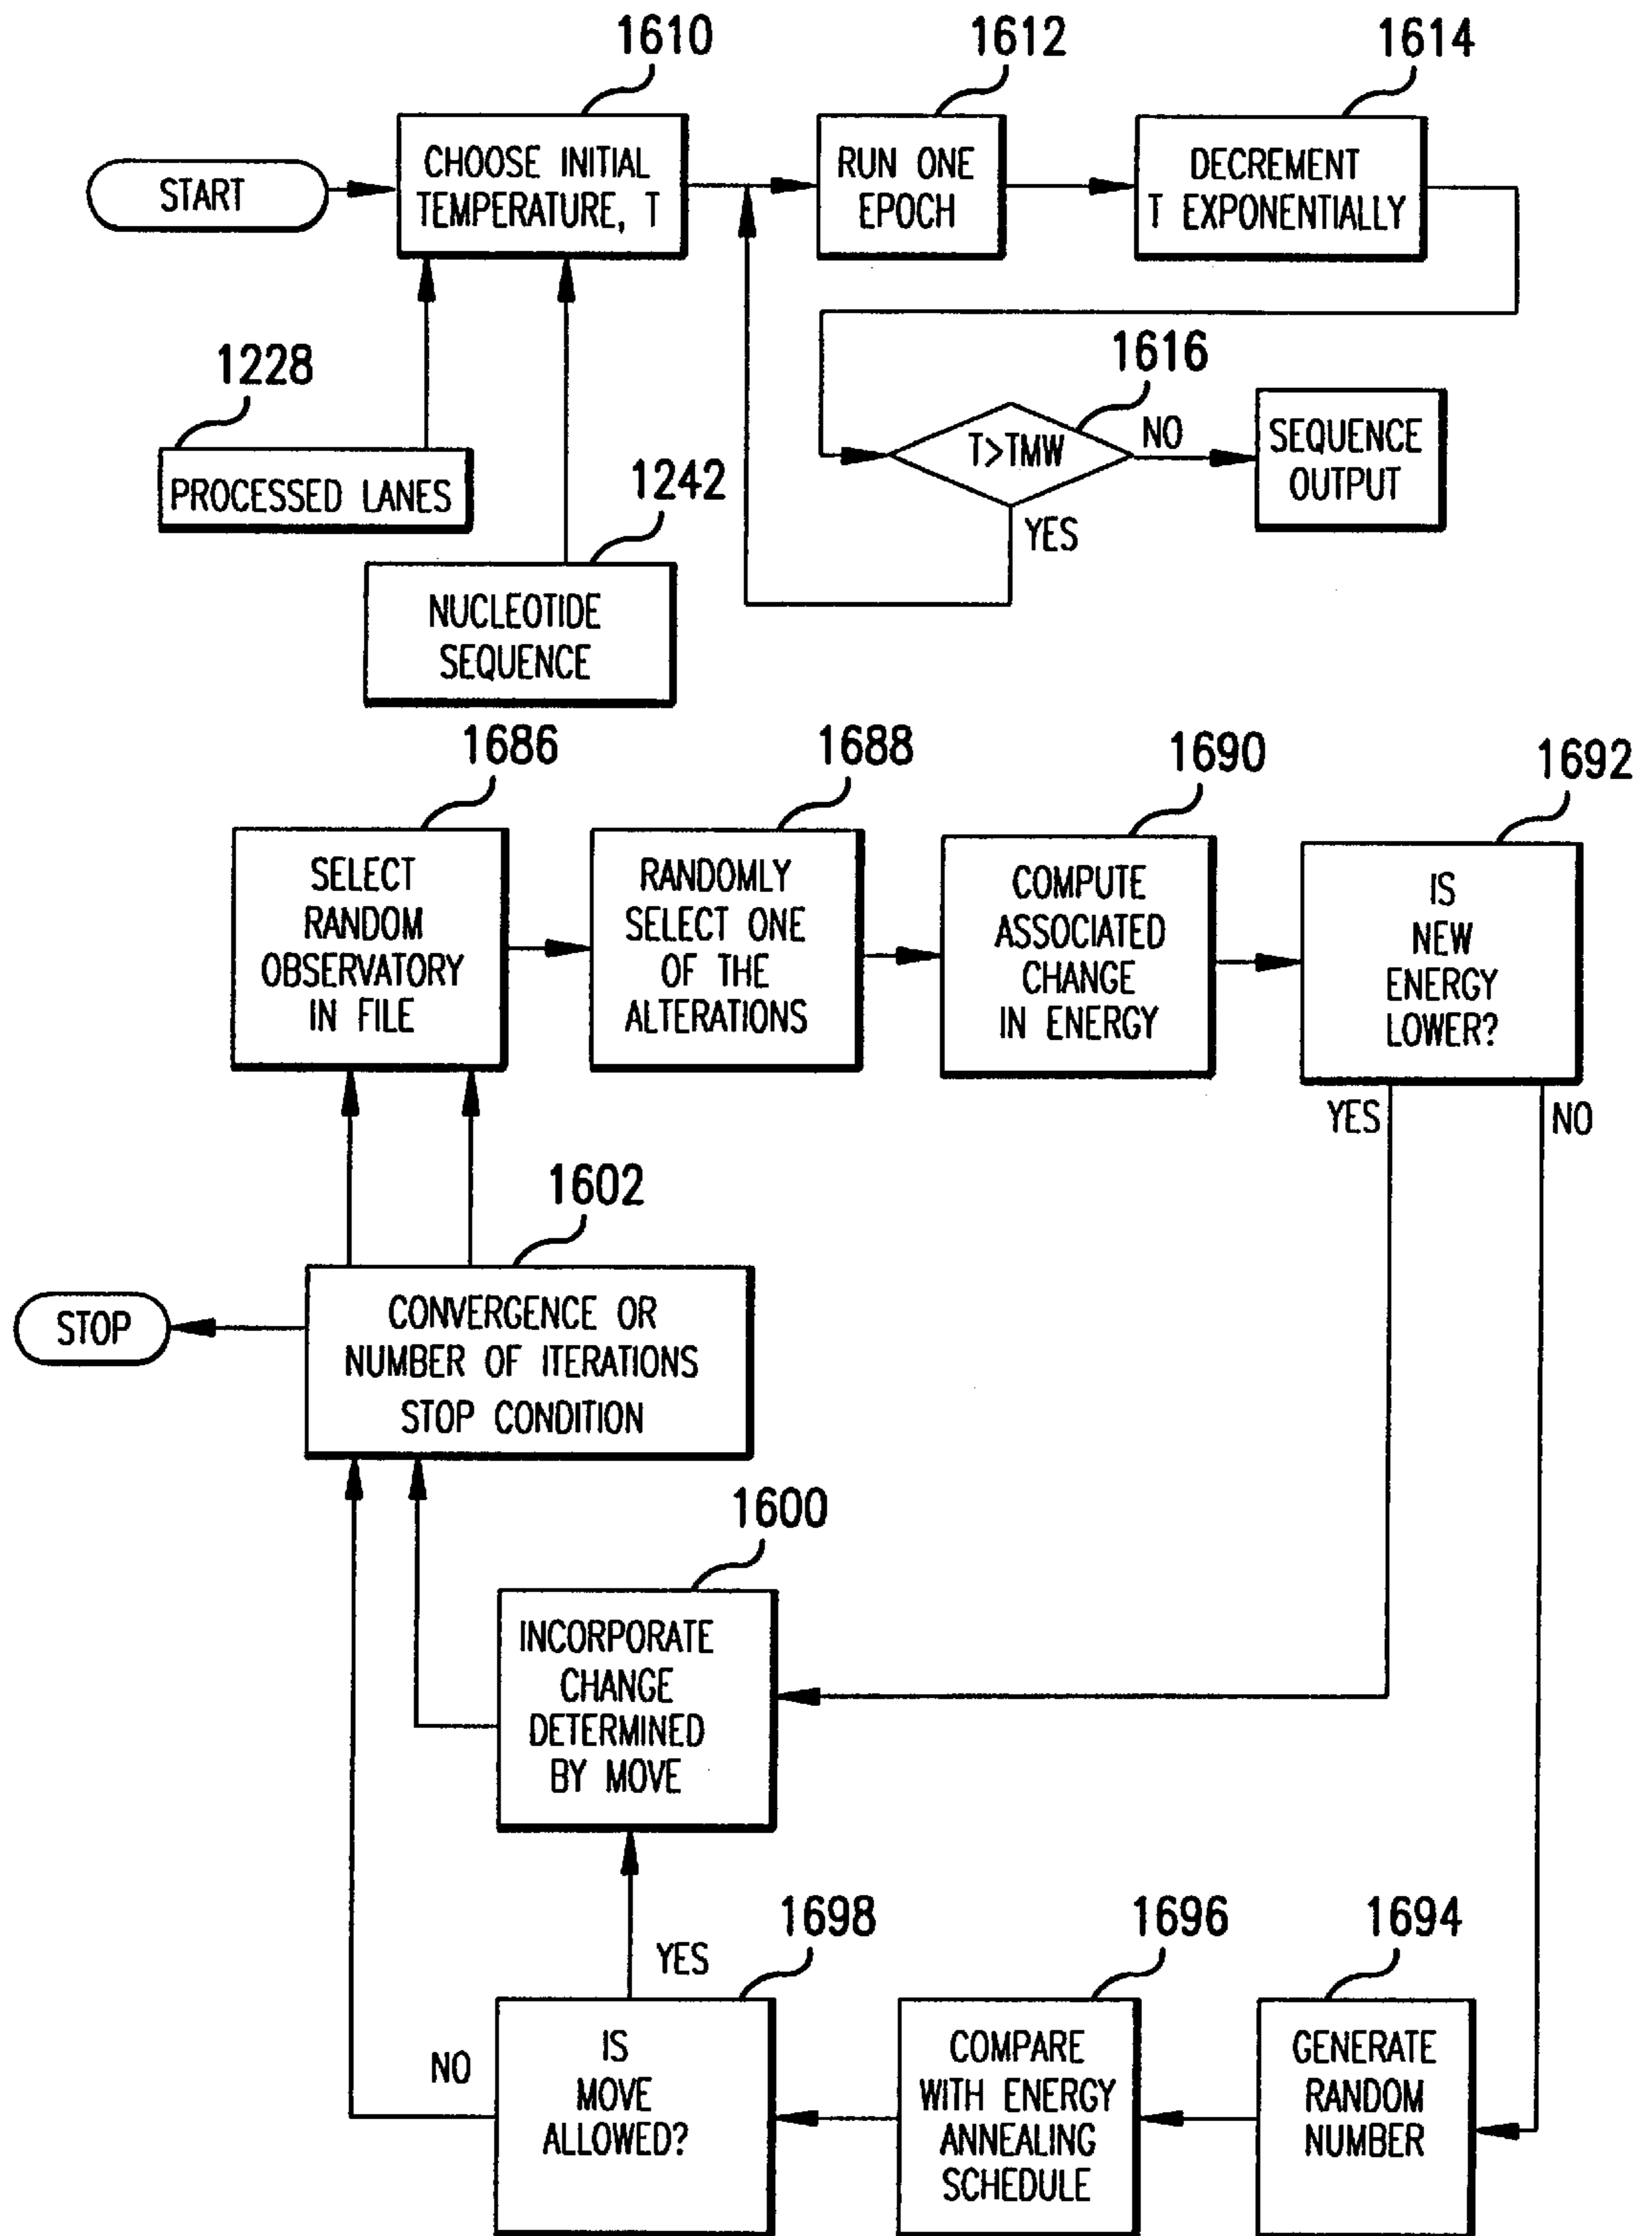 1610
1612
1614
START
CHOOSE INITIAL
TEMPERATURE, T
RUN ONE
EPOCH
DECREMENT
T EXPONENTIALLY
1228
1616
PROCESSED LANES
T>TMW
NO
SEQUENCE
OUTPUT
YES
1242
NUCLEOTIDE
SEQUENCE
1686
1688
1690
1692
SELECT
RANDOM
OBSERVATORY
IN FILE
RANDOMLY
SELECT ONE
OF THE
ALTERATIONS
COMPUTE
ASSOCIATED
CHANGE
IN ENERGY
IS
NEW
ENERGY
LOWER?
YES
NO
1602
STOP
CONVERGENCE OR
NUMBER OF ITERATIONS
STOP CONDITION
1600
INCORPORATE
CHANGE
DETERMINED
BY MOVE
YES
NO
1698
1696
1694
IS
MOVE
ALLOWED?
COMPARE
WITH ENERGY
ANNEALING
SCHEDULE
GENERATE
RANDOM
NUMBER